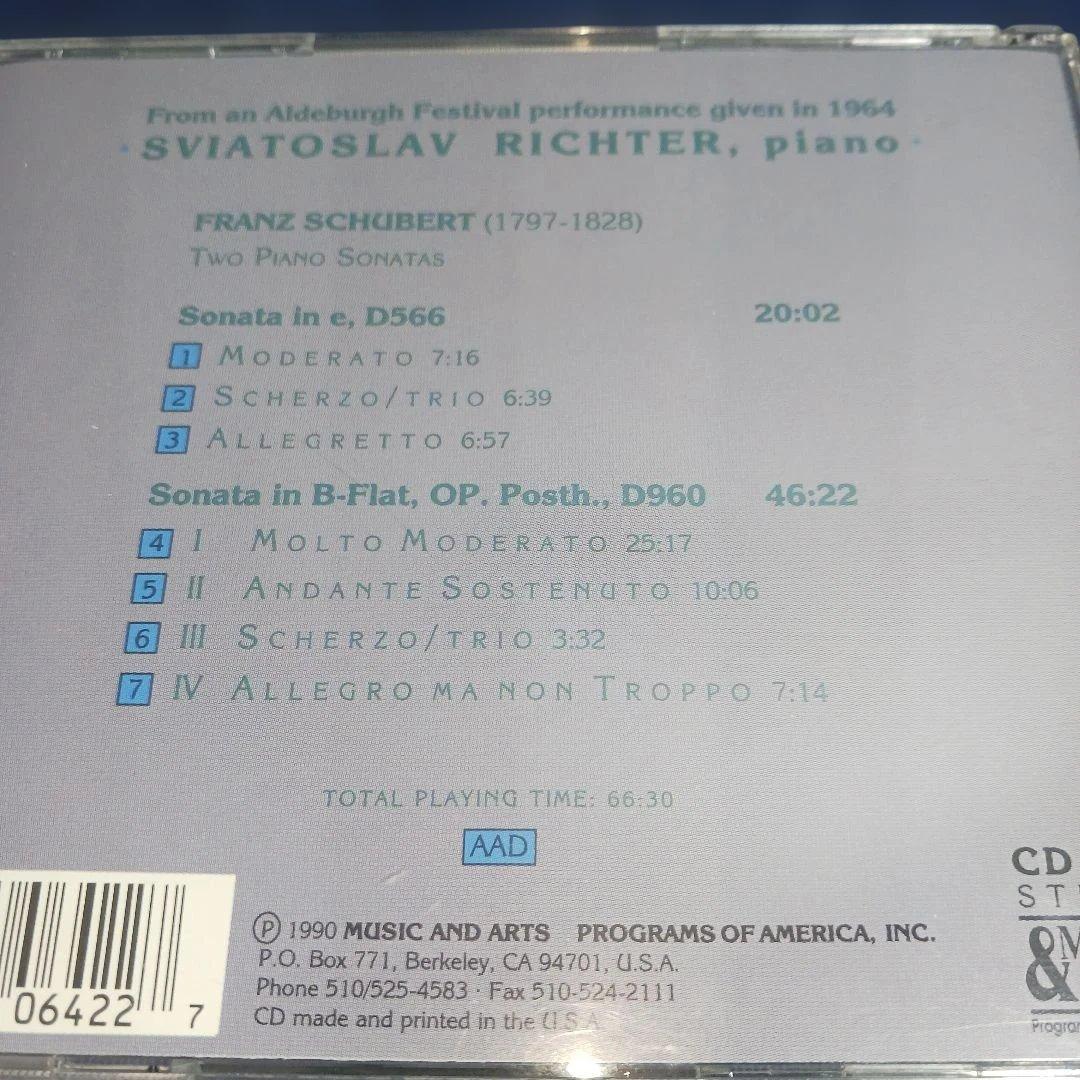 From an Aldeburgh Festival performance given in 1964
· SVIATOSLAV RICHTER, piano ·
FRANZ SCHUBERT (1797-1828)
TWO PIANO SONATAS
Sonata in e, D566 20:02
1 MODERATO 7:16
2 SCHERZO/TRIO 6:39
3 ALLEGRETTO 6:57
Sonata in B-Flat, OP. Posth., D960 46:22
4 I MOLTO MODERATO 25:17
5 II ANDANTE SOSTENUTO 10:06
6 III SCHERZO/TRIO 3:32
7 IV ALLEGRO MA NON TROPPO 7:14
TOTAL PLAYING TIME: 66:30
AAD
CD
Ⓟ 1990 MUSIC AND ARTS PROGRAMS OF AMERICA, INC.
P.O. Box 771, Berkeley, CA 94701, U.S.A.
Phone 510/525-4583 · Fax 510-524-2111
CD made and printed in the U S A
06422 7
&